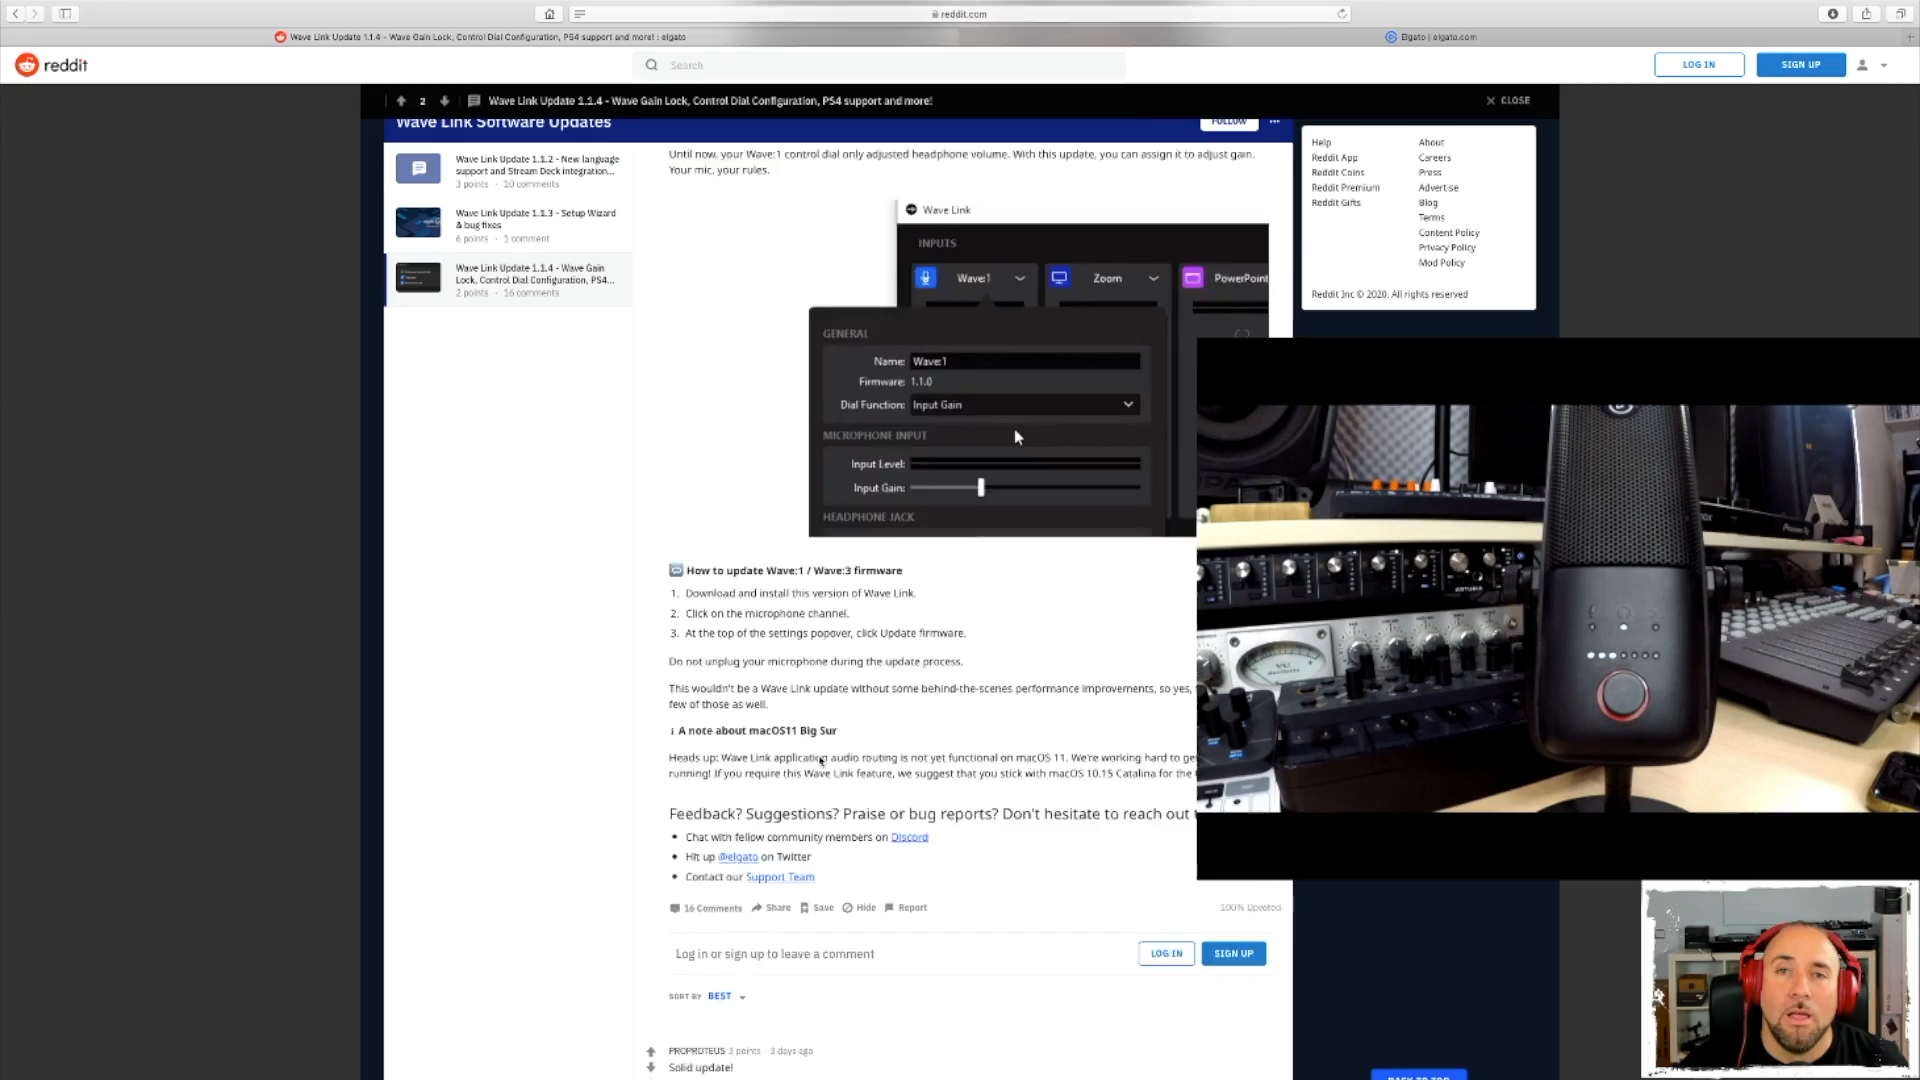 reddit.com
Wave Link Update 1.1.4 - Wave Gain Lock, Control Dial Configuration, PS4 support and more! : elgato
Elgato | elgato.com
reddit
Search
LOG IN
SIGN UP
2
Wave Link Update 1.1.4 - Wave Gain Lock, Control Dial Configuration, PS4 support and more!
CLOSE
Wave Link Software Updates
FOLLOW
Wave Link Update 1.1.2 - New language
support and Stream Deck integration...
3 points · 10 comments
Wave Link Update 1.1.3 - Setup Wizard
& bug fixes
6 points · 1 comment
Wave Link Update 1.1.4 - Wave Gain
Lock, Control Dial Configuration, PS4...
2 points · 16 comments
Until now, your Wave:1 control dial only adjusted headphone volume. With this update, you can assign it to adjust gain.
Your mic, your rules.
Wave Link
INPUTS
Wave:1
Zoom
PowerPoint
GENERAL
Name: Wave:1
Firmware: 1.1.0
Dial Function: Input Gain
MICROPHONE INPUT
Input Level:
Input Gain:
HEADPHONE JACK
How to update Wave:1 / Wave:3 firmware
1. Download and install this version of Wave Link.
2. Click on the microphone channel.
3. At the top of the settings popover, click Update firmware.
Do not unplug your microphone during the update process.
This wouldn't be a Wave Link update without some behind-the-scenes performance improvements, so yes,
few of those as well.
A note about macOS11 Big Sur
Heads up: Wave Link application audio routing is not yet functional on macOS 11. We're working hard to get
running! If you require this Wave Link feature, we suggest that you stick with macOS 10.15 Catalina for the
Feedback? Suggestions? Praise or bug reports? Don't hesitate to reach out
• Chat with fellow community members on Discord
• Hit up @elgato on Twitter
• Contact our Support Team
16 Comments Share Save Hide Report
100% Upvoted
Log in or sign up to leave a comment
LOG IN
SIGN UP
SORT BY BEST
PROPROTEUS 3 points · 3 days ago
Solid update!
Help
Reddit App
Reddit Coins
Reddit Premium
Reddit Gifts
About
Careers
Press
Advertise
Blog
Terms
Content Policy
Privacy Policy
Mod Policy
Reddit Inc © 2020. All rights reserved
ARTURIA
VU
BACK TO TOP